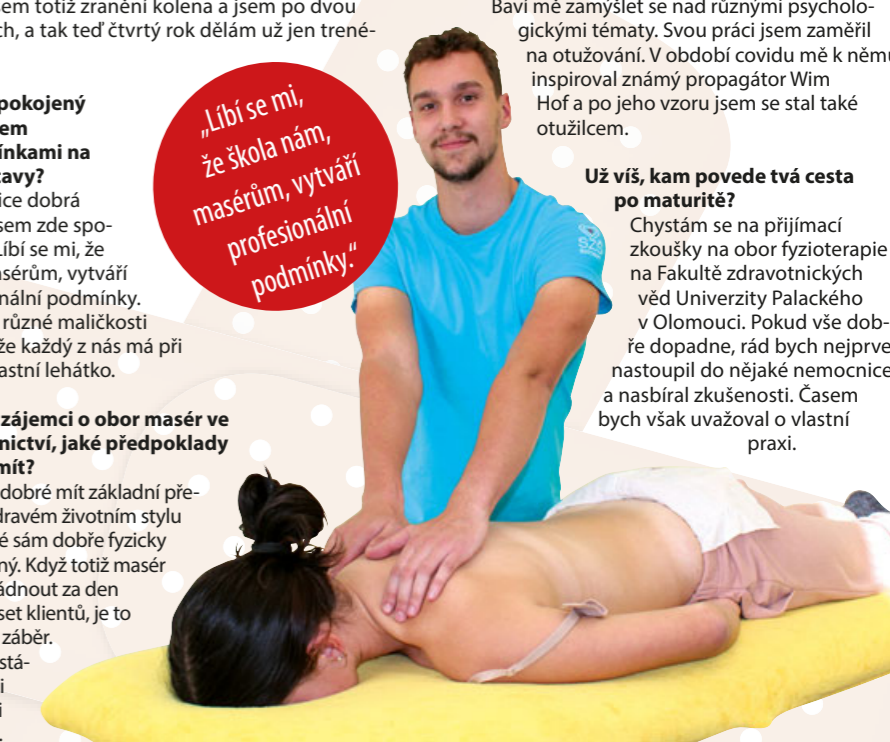 sem totiž zranění kolena a jsem po dvou
ch, a tak teď čtvrtý rok dělám už jen trené-
pokojený
em
ínkami na
tavy?
ice dobrá
sem zde spo-
Líbí se mi, že
asérům, vytváří
nální podmínky.
různé maličkosti
že každý z nás má při
lastní lehátko.
zájemci o obor masér ve
nictví, jaké předpoklady
mít?
dobré mít základní pře-
dravém životním stylu
é sám dobře fyzicky
ný. Když totiž masér
ádnout za den
set klientů, je to
záběr.
stá-
i
i
„Líbí se mi,
že škola nám,
masérům, vytváří
profesionální
podmínky.“
Baví mě zamýšlet se nad různými psycholo-
gickými tématy. Svou práci jsem zaměřil
na otužování. V období covidu mě k němu
inspiroval známý propagátor Wim
Hof a po jeho vzoru jsem se stal také
otužilcem.
Už víš, kam povede tvá cesta
po maturitě?
Chystám se na přijímací
zkoušky na obor fyzioterapie
na Fakultě zdravotnických
věd Univerzity Palackého
v Olomouci. Pokud vše dob-
ře dopadne, rád bych nejprve
nastoupil do nějaké nemocnice
a nasbíral zkušenosti. Časem
bych však uvažoval o vlastní
praxi.